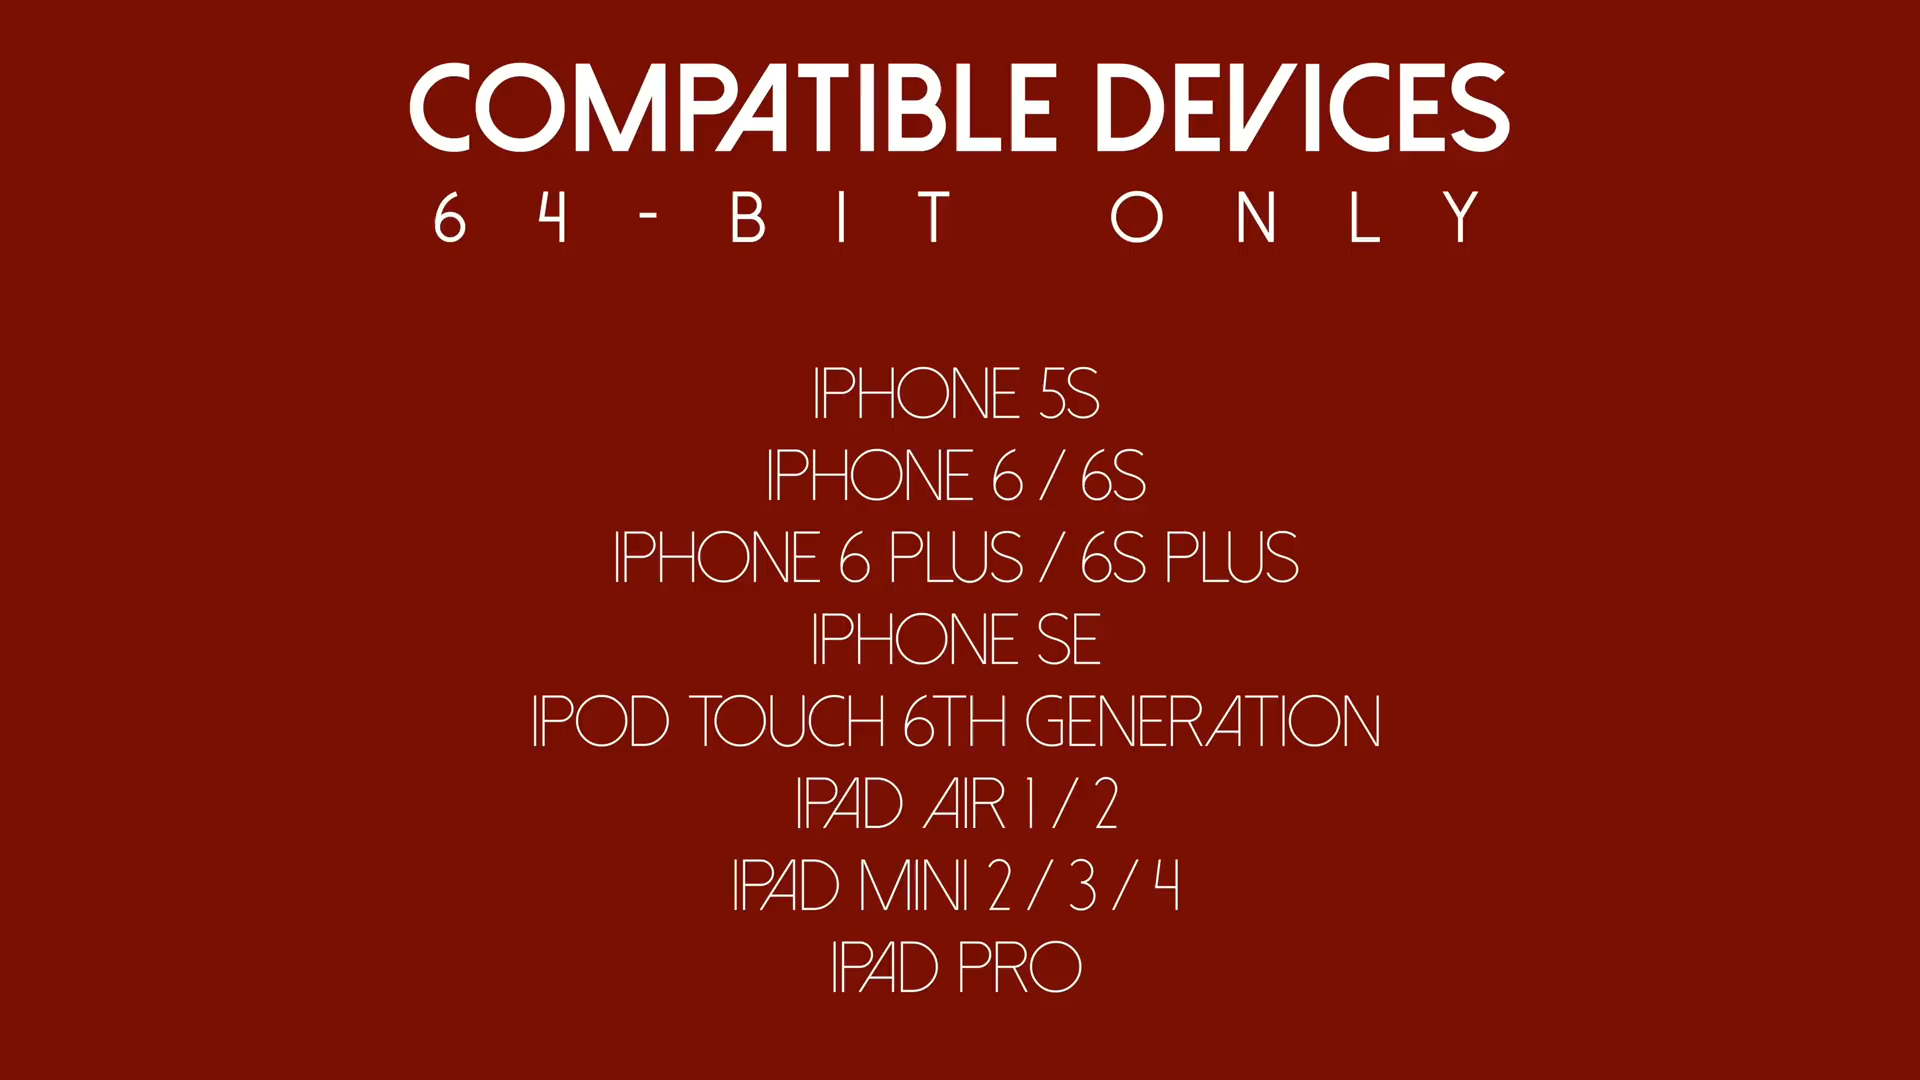 COMPATIBLE DEVICES
64-BIT ONLY
IPHONE 5S
IPHONE 6 / 6S
IPHONE 6 PLUS / 6S PLUS
IPHONE SE
IPOD TOUCH 6TH GENERATION
IPAD AIR 1 / 2
IPAD MINI 2 / 3 / 4
IPAD PRO